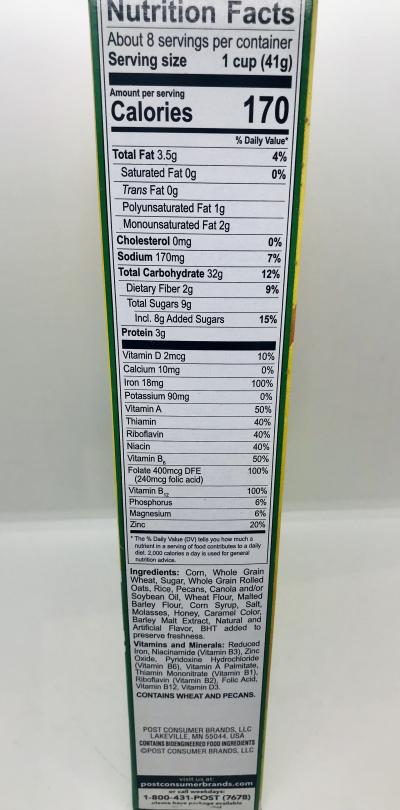 Nutrition Facts
About 8 servings per container
Serving size 1 cup (41g)
Amount per serving
Calories 170
% Daily Value*
Total Fat 3.5g 4%
Saturated Fat 0g 0%
Trans Fat 0g
Polyunsaturated Fat 1g
Monounsaturated Fat 2g
Cholesterol 0mg 0%
Sodium 170mg 7%
Total Carbohydrate 32g 12%
Dietary Fiber 2g 9%
Total Sugars 9g
Incl. 8g Added Sugars 15%
Protein 3g
Vitamin D 2mcg 10%
Calcium 10mg 0%
Iron 18mg 100%
Potassium 90mg 0%
Vitamin A 50%
Thiamin 40%
Riboflavin 40%
Niacin 40%
Vitamin B6 50%
Folate 400mcg DFE 100%
(240mcg folic acid)
Vitamin B12 100%
Phosphorus 6%
Magnesium 6%
Zinc 20%
* The % Daily Value (DV) tells you how much a
nutrient in a serving of food contributes to a daily
diet. 2,000 calories a day is used for general
nutrition advice.
Ingredients: Corn, Whole Grain
Wheat, Sugar, Whole Grain Rolled
Oats, Rice, Pecans, Canola and/or
Soybean Oil, Wheat Flour, Malted
Barley Flour, Corn Syrup, Salt,
Molasses, Honey, Caramel Color,
Barley Malt Extract, Natural and
Artificial Flavor, BHT added to
preserve freshness.
Vitamins and Minerals: Reduced
Iron, Niacinamide (Vitamin B3), Zinc
Oxide, Pyridoxine Hydrochloride
(Vitamin B6), Vitamin A Palmitate,
Thiamin Mononitrate (Vitamin B1),
Riboflavin (Vitamin B2), Folic Acid,
Vitamin B12, Vitamin D3.
CONTAINS WHEAT AND PECANS.
POST CONSUMER BRANDS, LLC
LAKEVILLE, MN 55044, USA
CONTAINS BIOENGINEERED FOOD INGREDIENTS
©POST CONSUMER BRANDS, LLC
visit us at:
postconsumerbrands.com
or call weekdays:
1-800-431-POST (7678)
please have package available